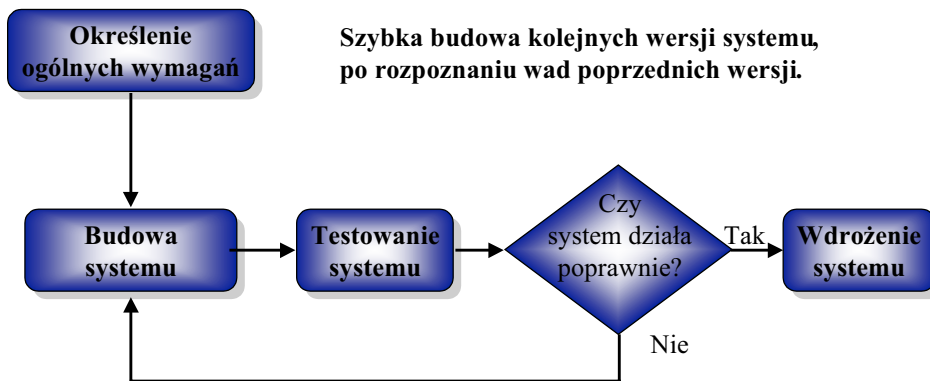 Określenie
ogólnych wymagań
Szybka budowa kolejnych wersji systemu,
po rozpoznaniu wad poprzednich wersji.
Budowa
systemu
Testowanie
systemu
Czy
system działa
poprawnie?
Tak
Wdrożenie
systemu
Nie